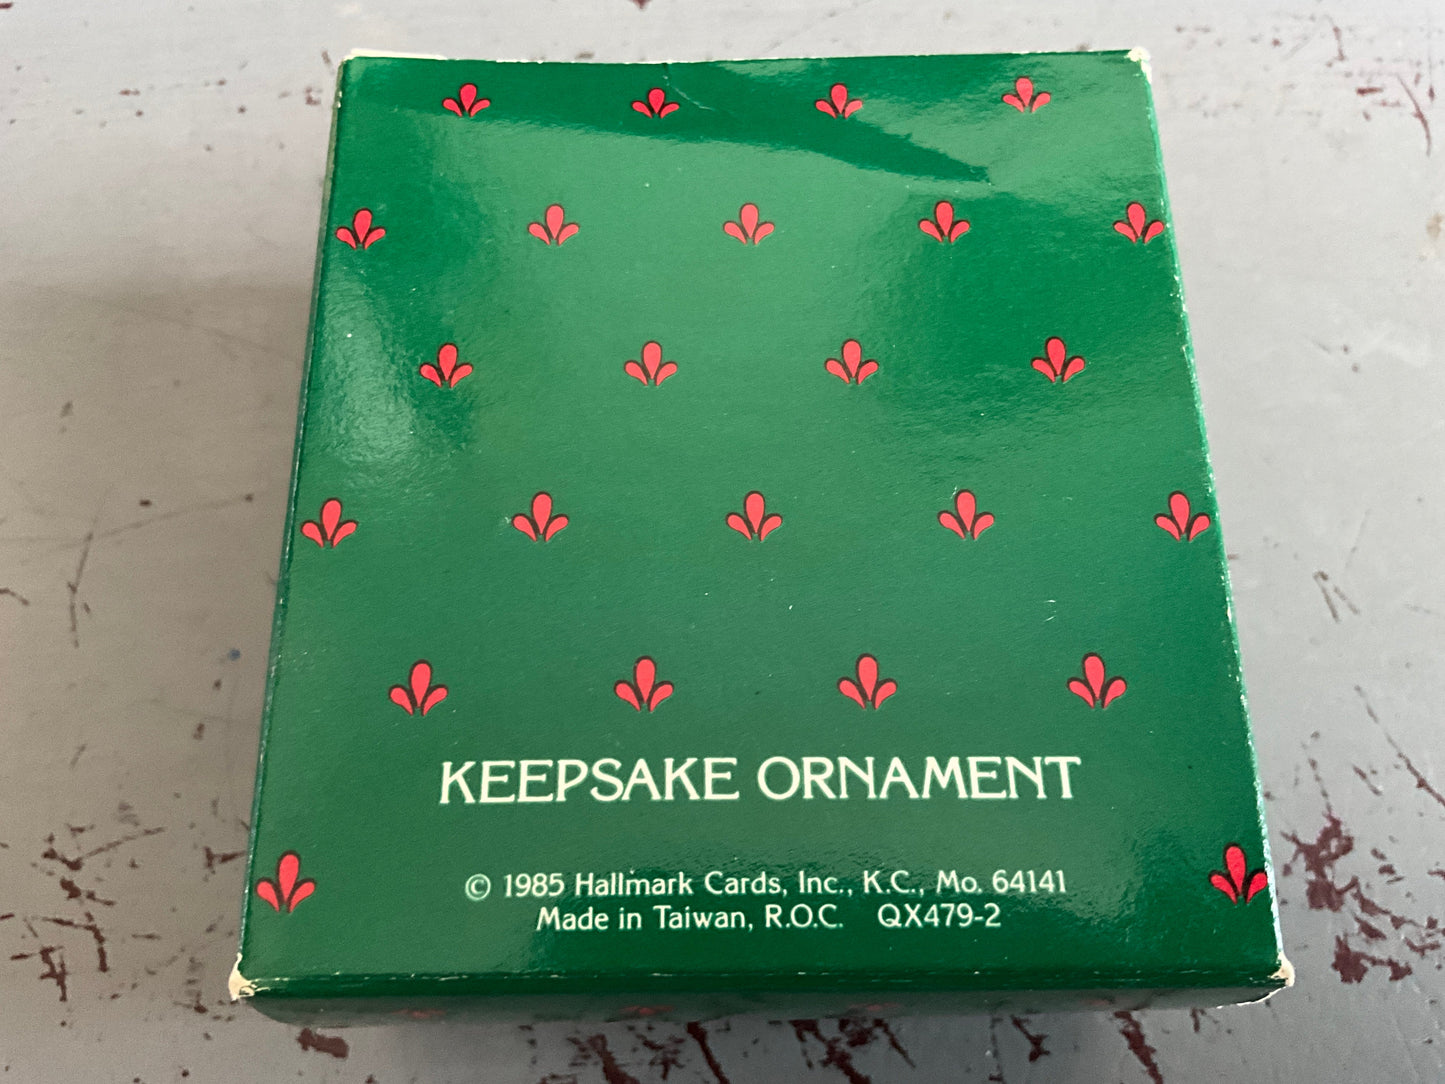 KEEPSAKE ORNAMENT
© 1985 Hallmark Cards, Inc., K.C., Mo. 64141
Made in Taiwan, R.O.C. QX479-2